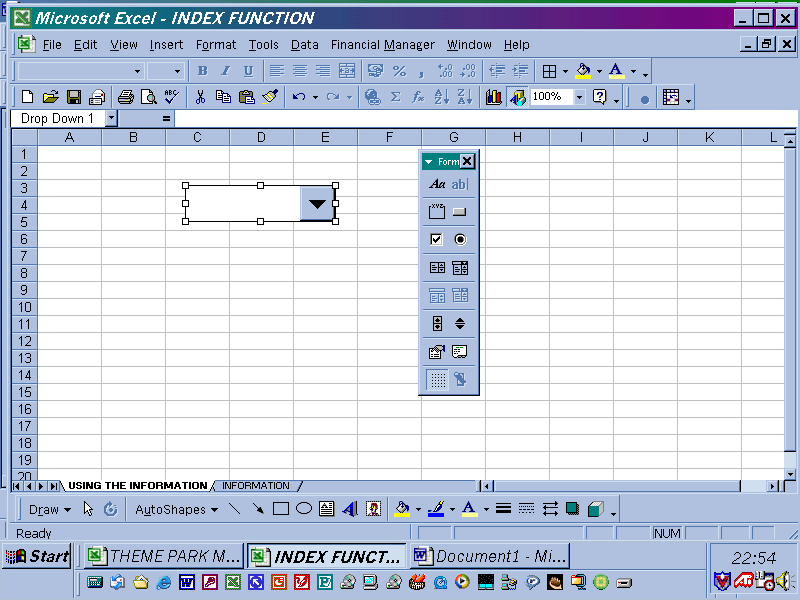 Microsoft Excel - INDEX FUNCTION
File Edit View Insert Format Tools Data Financial Manager Window Help
B I U % ,
ABC Σ fx A Z Z A 100% ?
Drop Down 1 =
A B C D E F G H I J K L
1
2
3
4
5
6
7
8
9
10
11
12
13
14
15
16
17
18
19
20
Form
Aa ab|
XYZ
USING THE INFORMATION INFORMATION
Draw AutoShapes A A
Ready NUM
Start THEME PARK M... INDEX FUNCT... Document1 - Mi... 22:54